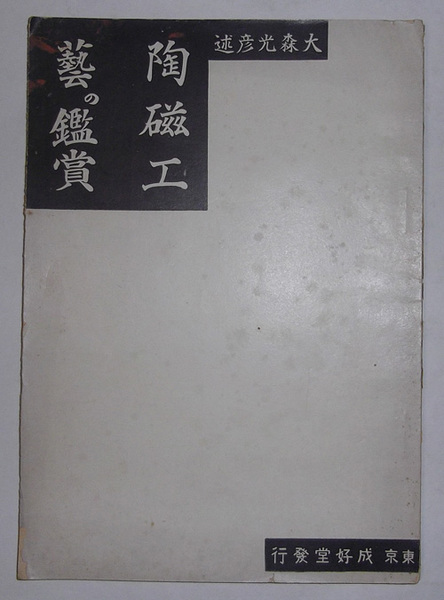 大森光彦述
陶磁工
藝の鑑賞
東京 成好堂發行